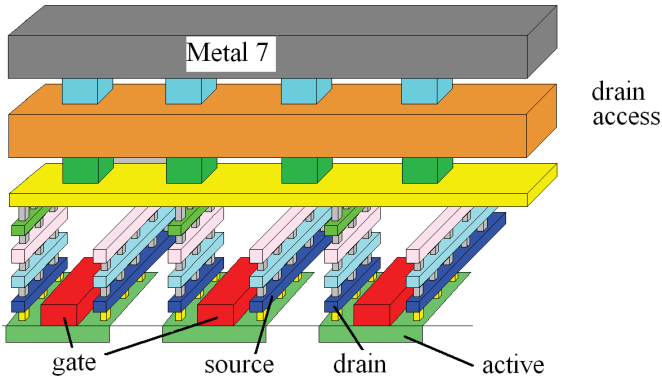 Metal 7
drain
access
gate
source
drain
active